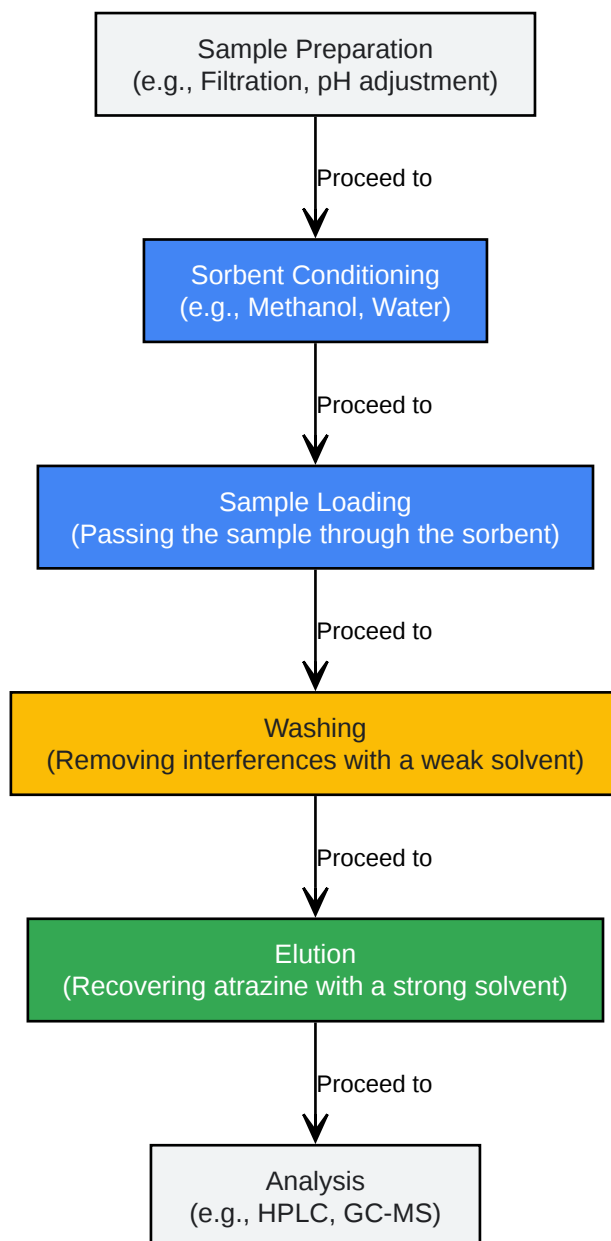 Sample Preparation
(e.g., Filtration, pH adjustment)
Proceed to
Sorbent Conditioning
(e.g., Methanol, Water)
Proceed to
Sample Loading
(Passing the sample through the sorbent)
Proceed to
Washing
(Removing interferences with a weak solvent)
Proceed to
Elution
(Recovering atrazine with a strong solvent)
Proceed to
Analysis
(e.g., HPLC, GC-MS)